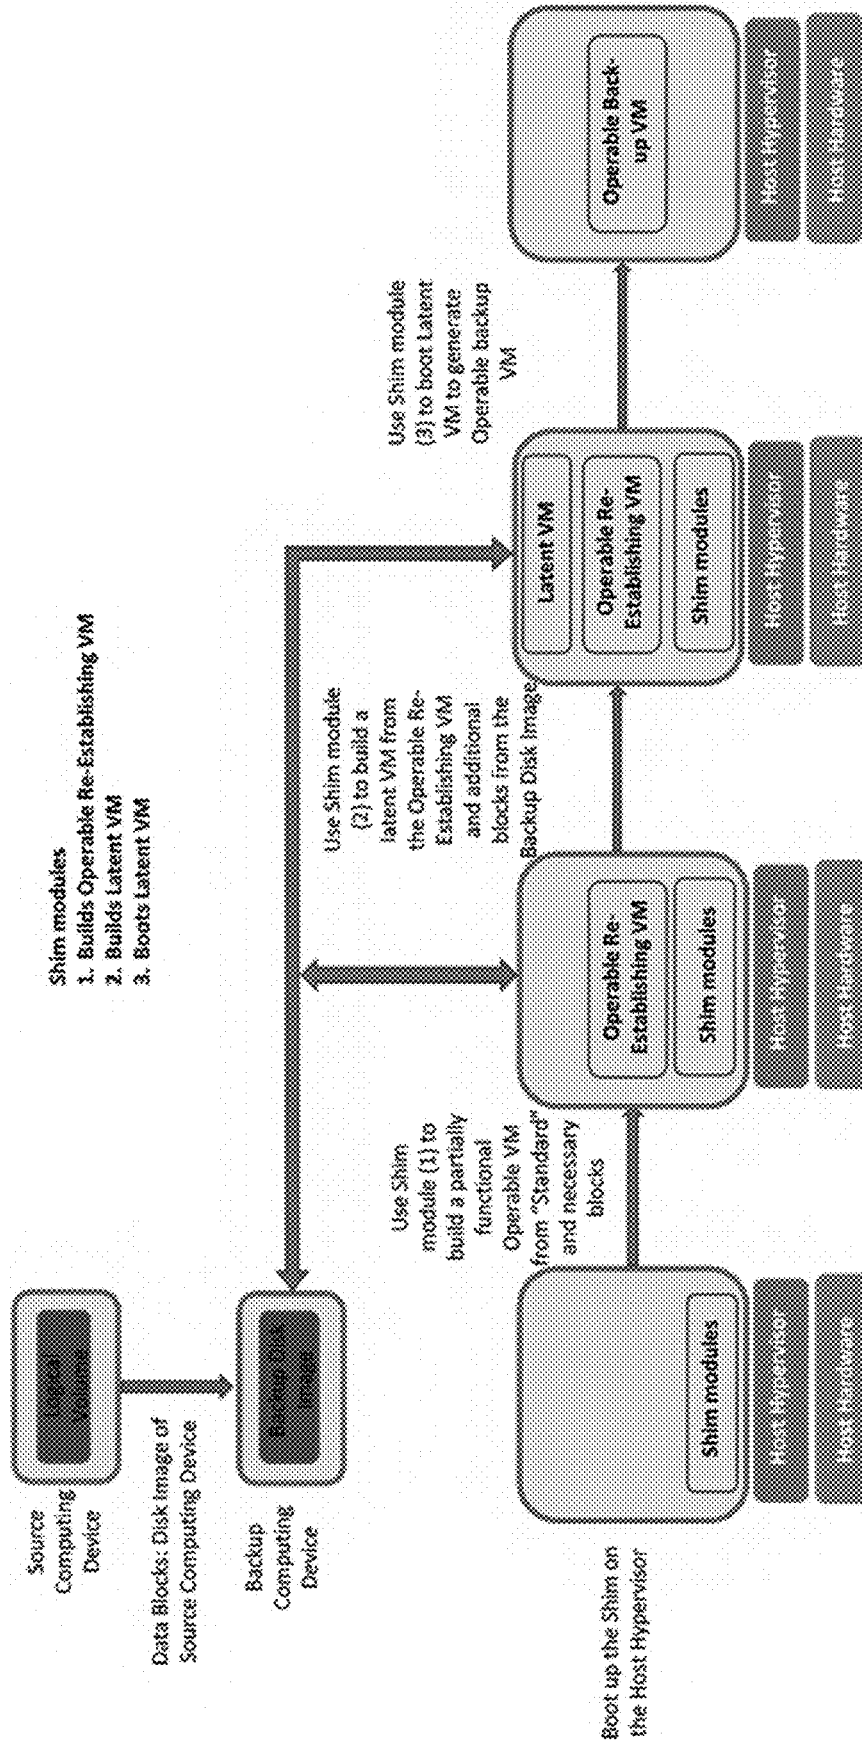 Source
Computing
Device
Logical
Volume
Data Blocks: Disk Image of
Source Computing Device
Backup
Computing
Device
Backup Disk
Image
Shim modules
1. Builds Operable Re-Establishing VM
2. Builds Latent VM
3. Boots Latent VM
Boot up the Shim on
the Host Hypervisor
Shim modules
Host Hypervisor
Host Hardware
Use Shim
module (1) to
build a partially
functional
Operable VM
from "Standard"
and necessary
blocks
Operable Re-
Establishing VM
Shim modules
Host Hypervisor
Host Hardware
Use Shim module
(2) to build a
latent VM from
the Operable Re-
Establishing VM
and additional
blocks from the
Backup Disk Image
Latent VM
Operable Re-
Establishing VM
Shim modules
Host Hypervisor
Host Hardware
Use Shim module
(3) to boot Latent
VM to generate
Operable backup
VM
Operable Back-
up VM
Host Hypervisor
Host Hardware